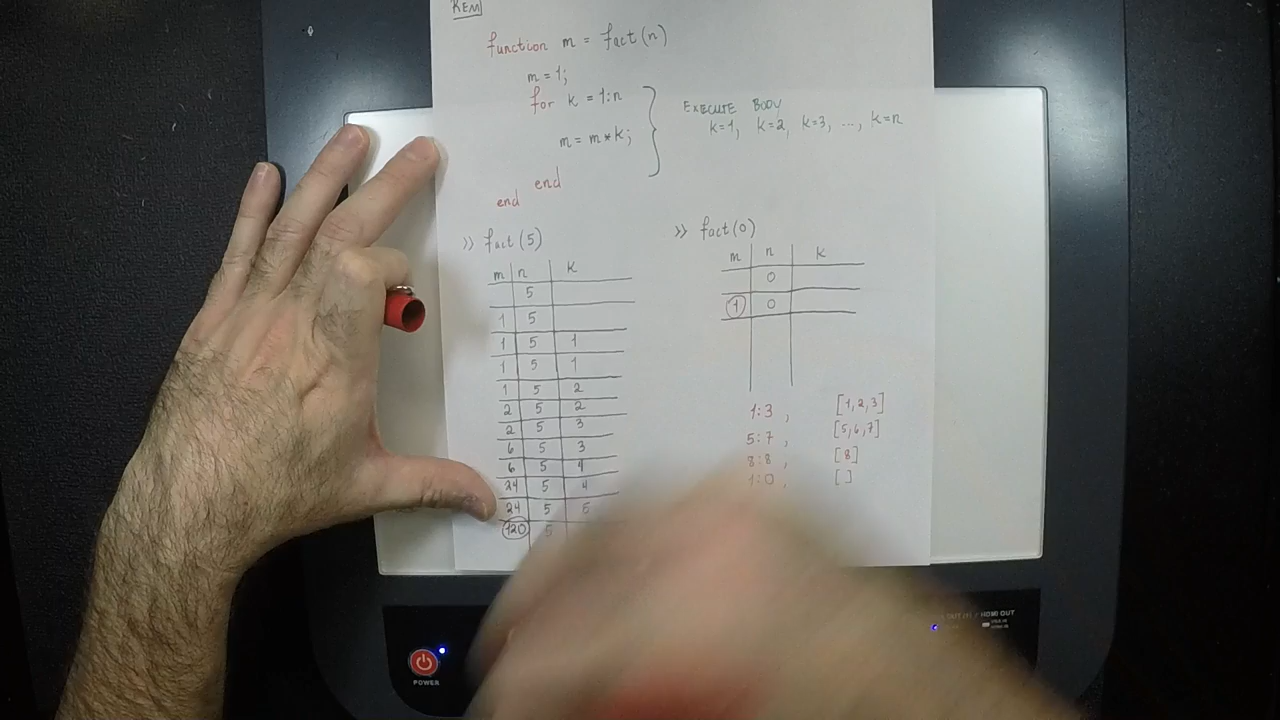 REM
function m = fact(n)
m = 1;
for k = 1:n
m = m*k;
end
end
EXECUTE BODY
k=1, k=2, k=3, ..., k=n
>> fact(5)
m n k
5
1 5
1 5 1
1 5 1
1 5 2
2 5 2
2 5 3
6 5 3
6 5 4
24 5 4
24 5
120 5
>> fact(0)
m n k
0
1 0
1:3 , [1,2,3]
5:7 , [5,6,7]
8:8 , [8]
1:0 , [ ]
POWER
HDMI OUT